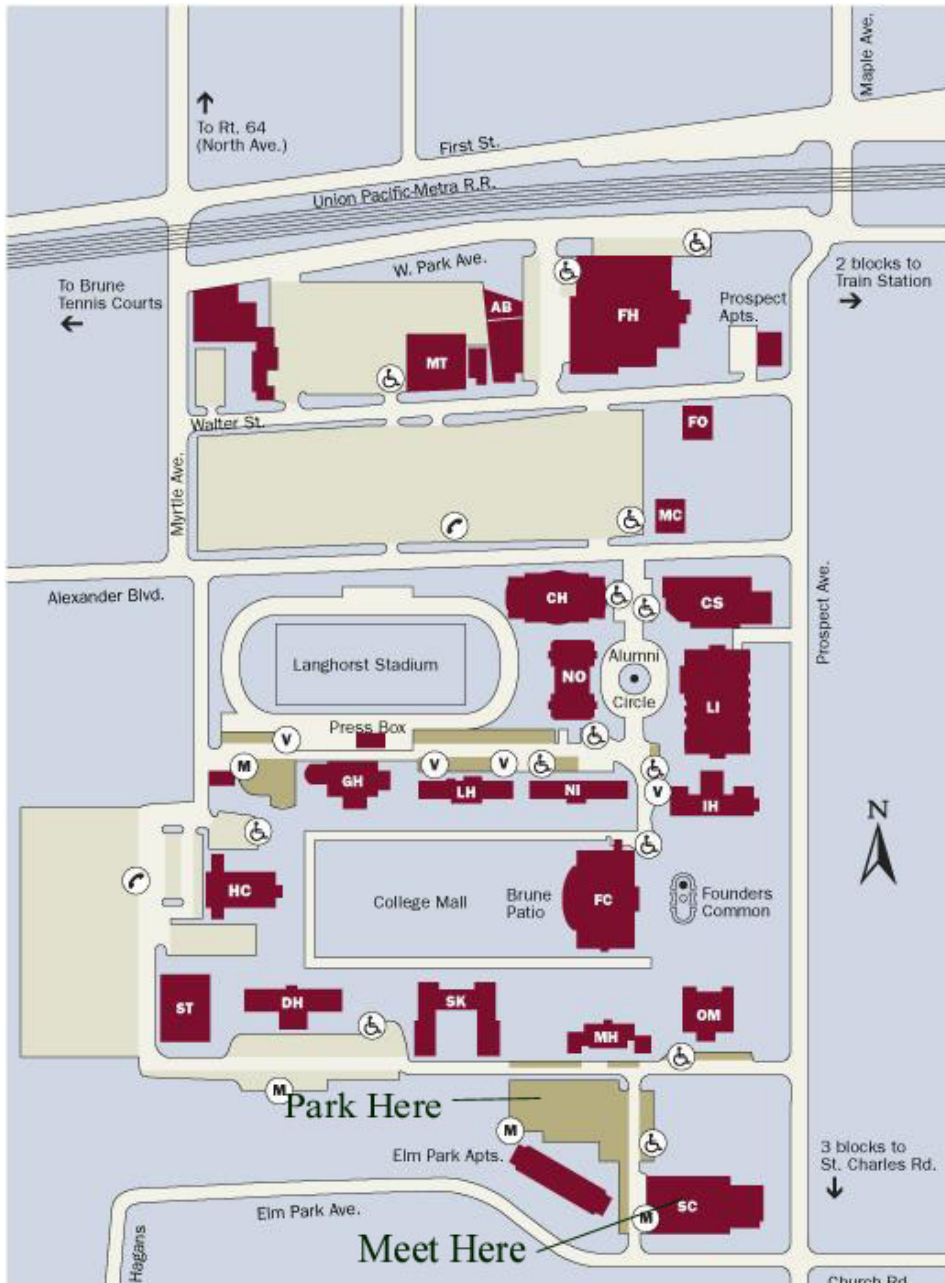 Maple Ave.
To Rt. 64
(North Ave.)
First St.
Union Pacific-Metra R.R.
W. Park Ave.
To Brune
Tennis Courts
2 blocks to
Train Station
Prospect
Apts.
AB
FH
MT
Walter St.
FO
Myrtle Ave.
MC
Alexander Blvd.
CH
CS
Prospect Ave.
Langhorst Stadium
NO
Alumni
Circle
LI
Press Box
V
M
GH
V
LH
V
NI
V
IH
N
HC
College Mall
Brune
Patio
FC
Founders
Common
ST
DH
SK
MH
OM
M
Park Here
M
Elm Park Apts.
3 blocks to
St. Charles Rd.
Elm Park Ave.
M
SC
Meet Here
Hagans
Church Rd.